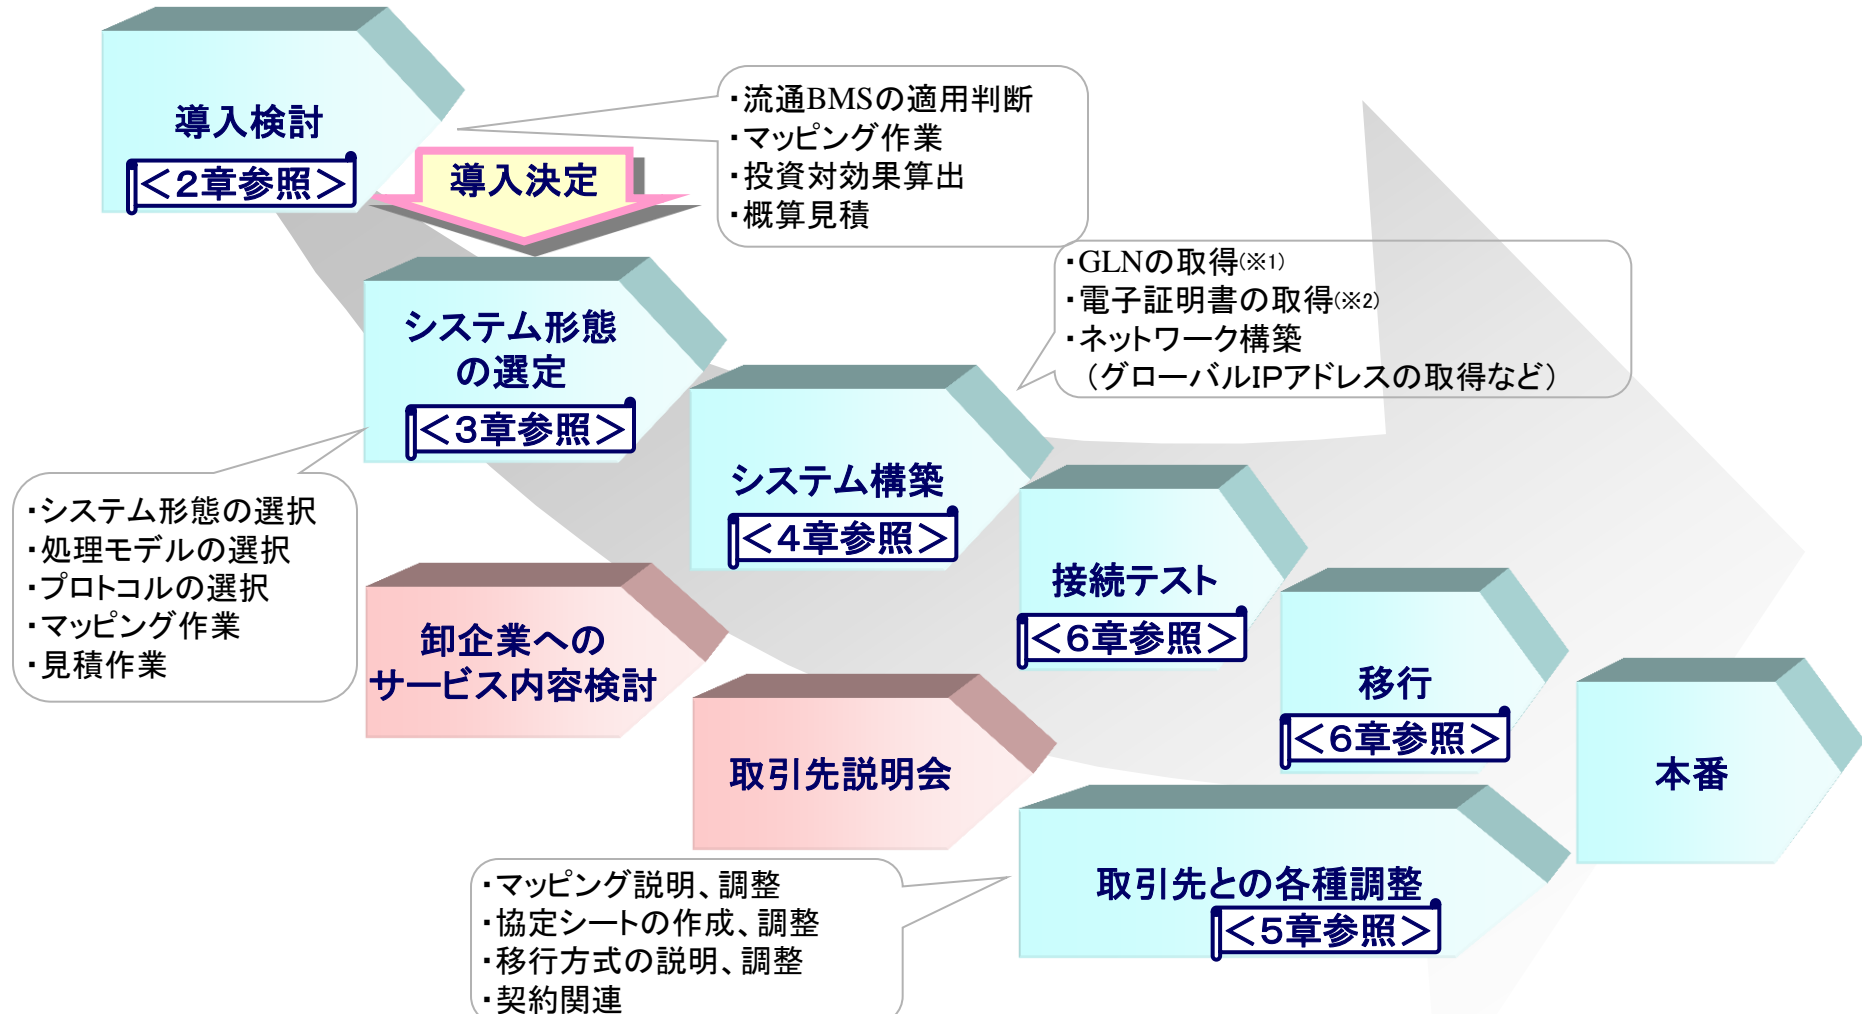 導入検討
<2章参照>
導入決定
・流通BMSの適用判断
・マッピング作業
・投資対効果算出
・概算見積
システム形態
の選定
<3章参照>
・システム形態の選択
・処理モデルの選択
・プロトコルの選択
・マッピング作業
・見積作業
・GLNの取得(※1)
・電子証明書の取得(※2)
・ネットワーク構築
（グローバルIPアドレスの取得など）
システム構築
<4章参照>
接続テスト
<6章参照>
移行
<6章参照>
本番
卸企業への
サービス内容検討
取引先説明会
取引先との各種調整
<5章参照>
・マッピング説明、調整
・協定シートの作成、調整
・移行方式の説明、調整
・契約関連